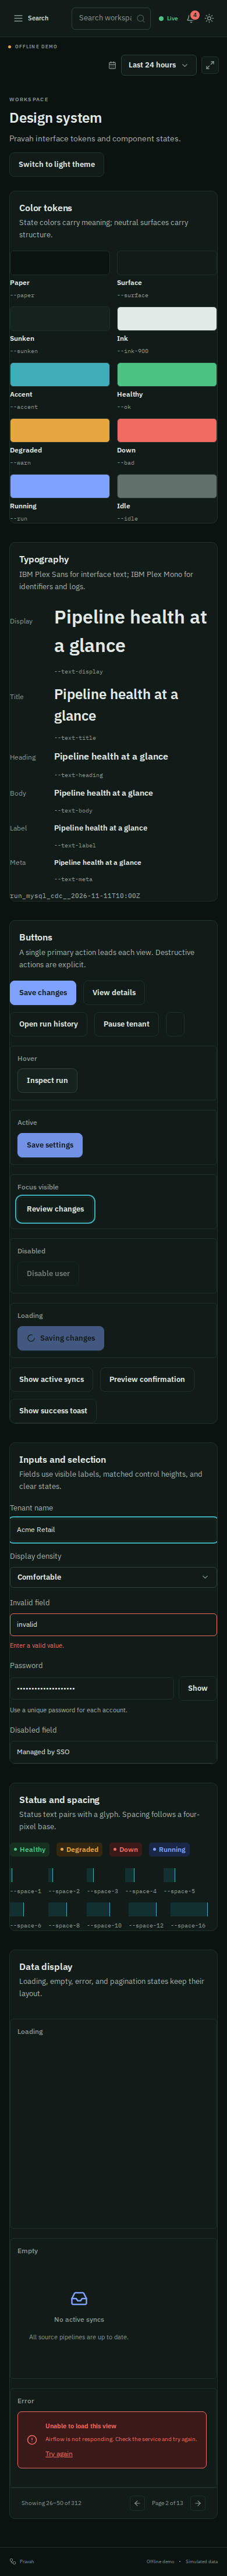 Search
Search workspa
Live
4
OFFLINE DEMO
Last 24 hours
WORKSPACE
Design system
Pravah interface tokens and component states.
Switch to light theme
Color tokens
State colors carry meaning; neutral surfaces carry
structure.
Paper
Surface
--paper
--surface
Sunken
Ink
--sunken
--ink-900
Accent
Healthy
--accent
--ok
Degraded
Down
--warn
--bad
Running
Idle
--run
--idle
Typography
IBM Plex Sans for interface text; IBM Plex Mono for
identifiers and logs.
Display
Pipeline health at
a glance
--text-display
Title
Pipeline health at a
glance
--text-title
Heading
Pipeline health at a glance
--text-heading
Body
Pipeline health at a glance
--text-body
Label
Pipeline health at a glance
--text-label
Meta
Pipeline health at a glance
--text-meta
run_mysql_cdc__2026-11-11T10:00Z
Buttons
A single primary action leads each view. Destructive
actions are explicit.
Save changes
View details
Open run history
Pause tenant
Hover
Inspect run
Active
Save settings
Focus visible
Review changes
Disabled
Disable user
Loading
Saving changes
Show active syncs
Preview confirmation
Show success toast
Inputs and selection
Fields use visible labels, matched control heights, and
clear states.
Tenant name
Acme Retail
Display density
Comfortable
Invalid field
invalid
Enter a valid value.
Password
Show
Use a unique password for each account.
Disabled field
Managed by SSO
Status and spacing
Status text pairs with a glyph. Spacing follows a four-
pixel base.
Healthy
Degraded
Down
Running
--space-1
--space-2
--space-3
--space-4
--space-5
--space-6
--space-8
--space-10
--space-12
--space-16
Data display
Loading, empty, error, and pagination states keep their
layout.
Loading
Empty
No active syncs
All source pipelines are up to date.
Error
Unable to load this view
Airflow is not responding. Check the service and try again.
Try again
Showing 26–50 of 312
Page 2 of 13
Pravah
Offline demo • Simulated data